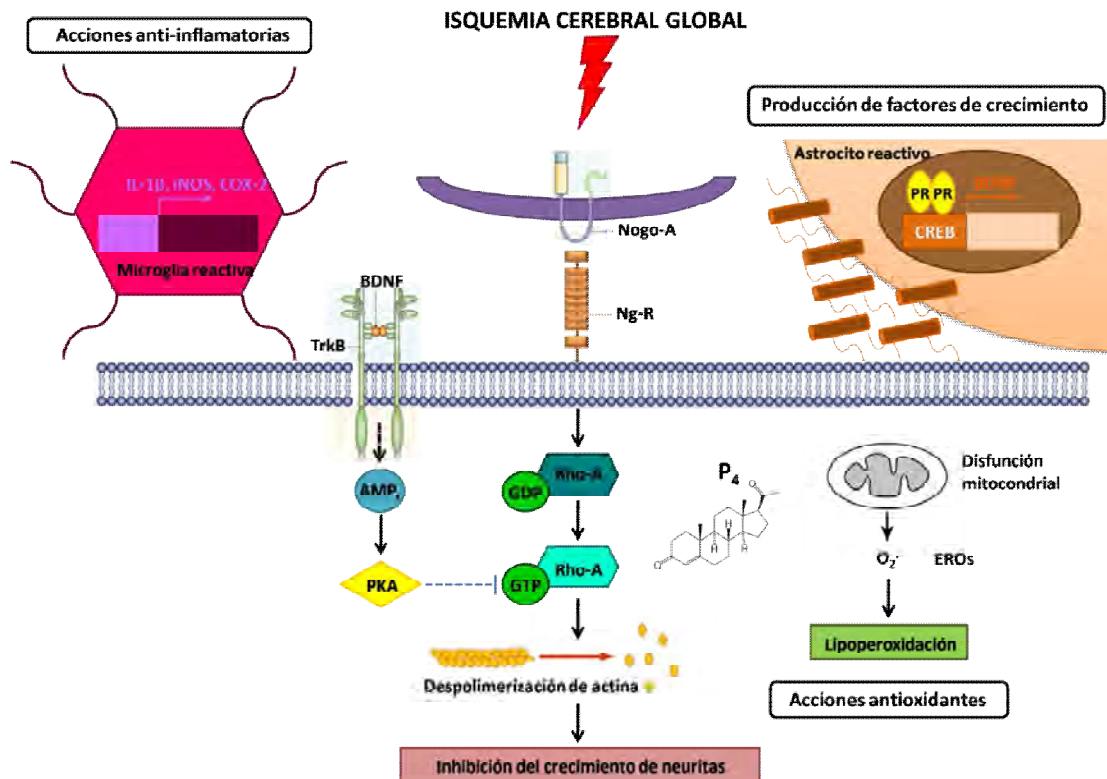 ISQUEMIA CEREBRAL GLOBAL
Acciones anti-inflamatorias
IL-1β, iNOS, COX-2
Microglia reactiva
Nogo-A
Ng-R
BDNF
TrkB
Producción de factores de crecimiento
Astrocito reactivo
PR PR
BDNF
CREB
GDP
Rho-A
PKA
GTP
Rho-A
Despolimerización de actina +
Inhibición del crecimiento de neuritas
P4
O
O
H
H
H
H
Disfunción
mitocondrial
O2·
EROs
Lipoperoxidación
Acciones antioxidantes